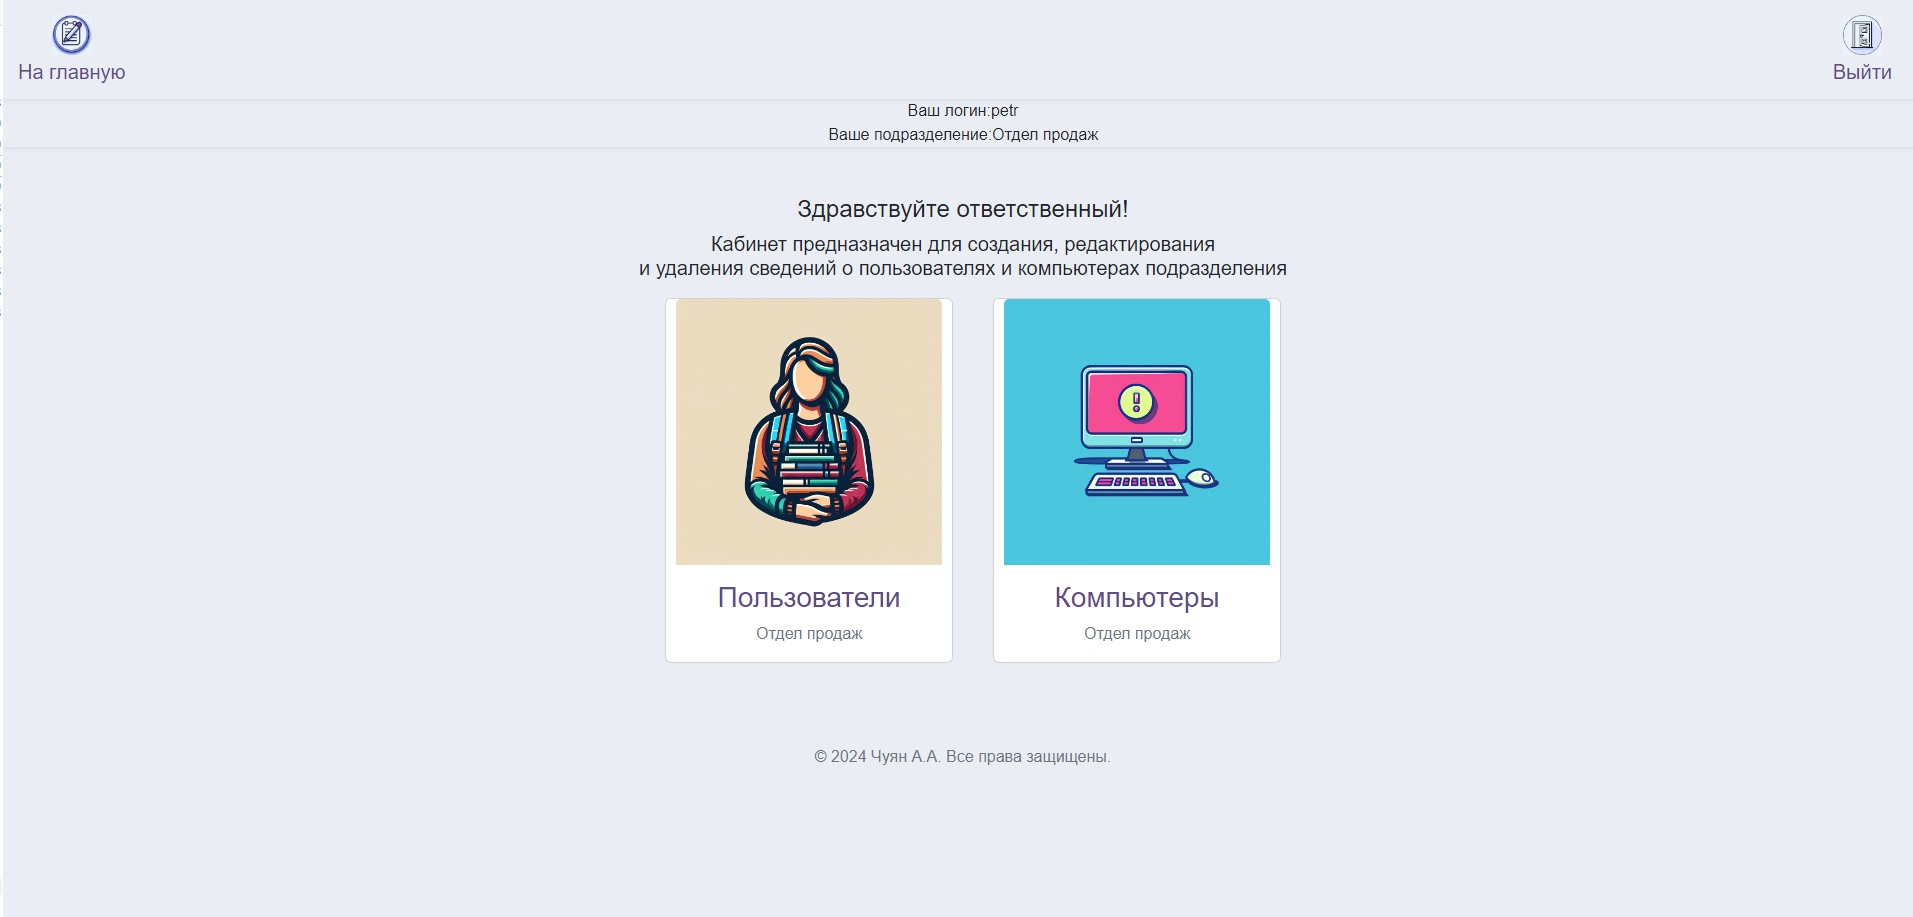 На главную
Выйти
Ваш логин:petr
Ваше подразделение:Отдел продаж
Здравствуйте ответственный!
Кабинет предназначен для создания, редактирования
и удаления сведений о пользователях и компьютерах подразделения
Пользователи
Отдел продаж
Компьютеры
Отдел продаж
© 2024 Чуян А.А. Все права защищены.